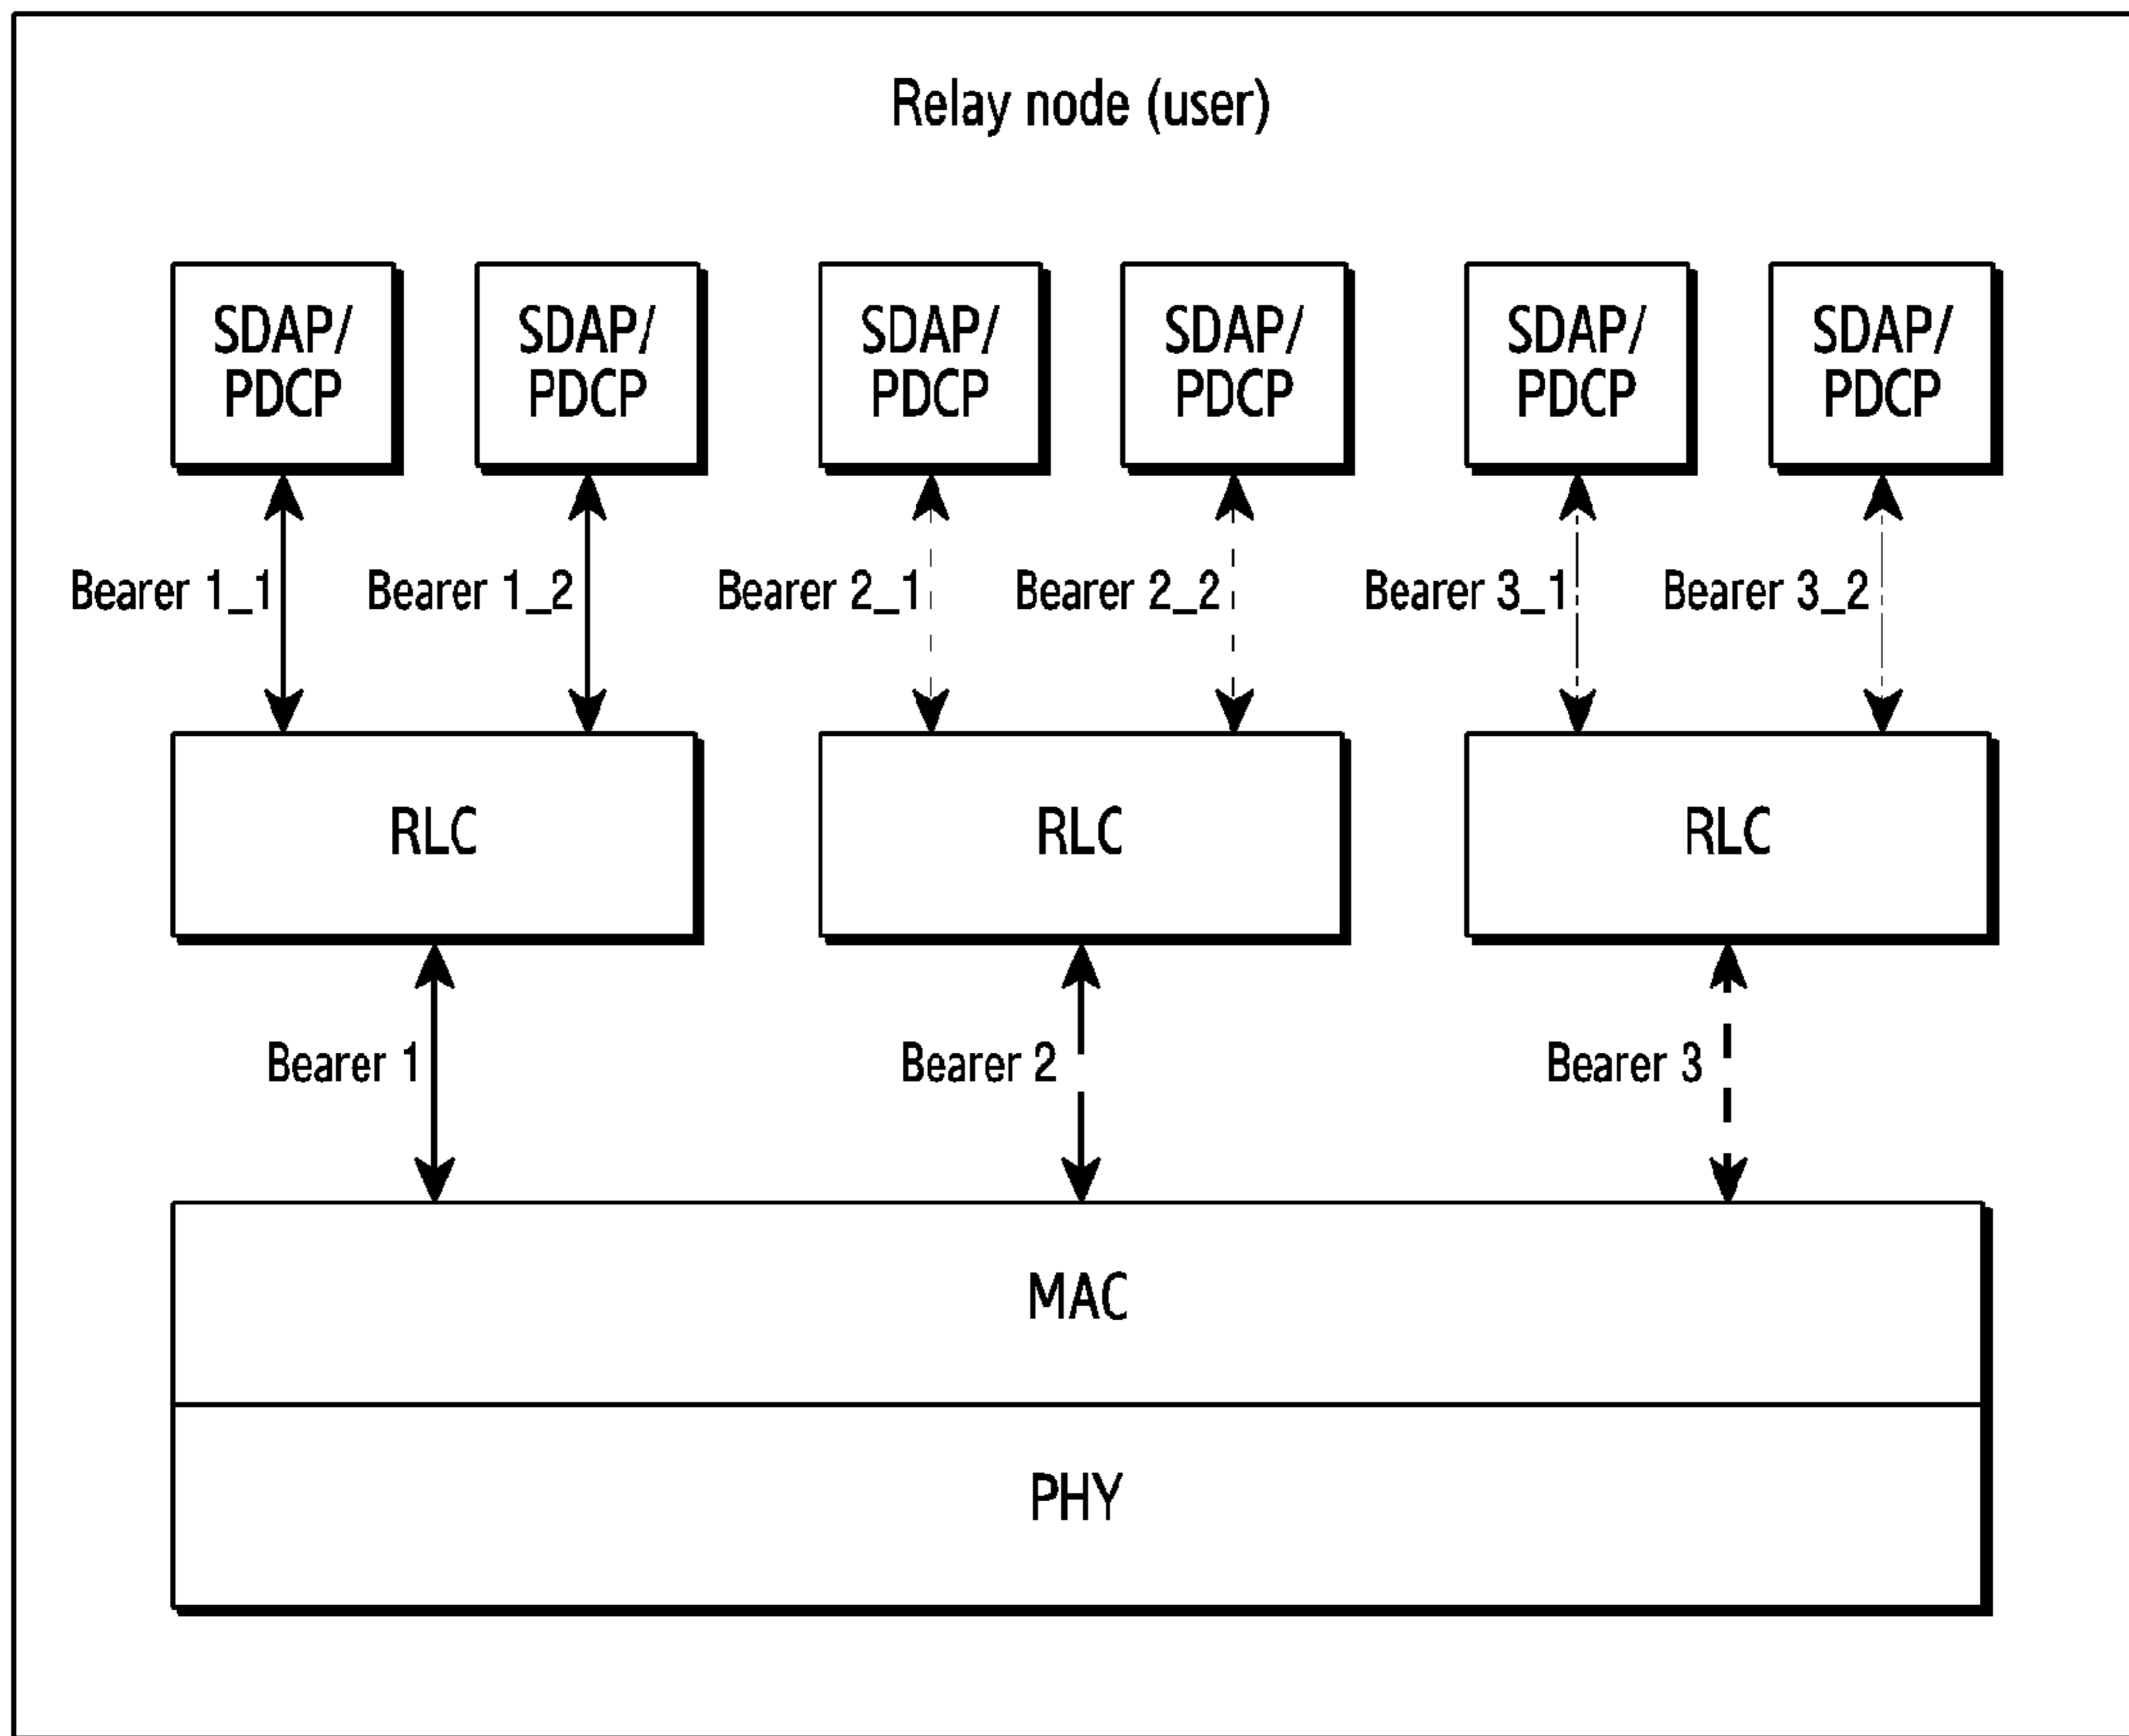 Relay node (user)
SDAP/
PDCP
SDAP/
PDCP
SDAP/
PDCP
SDAP/
PDCP
SDAP/
PDCP
SDAP/
PDCP
Bearer 1_1
Bearer 1_2
Bearer 2_1
Bearer 2_2
Bearer 3_1
Bearer 3_2
RLC
RLC
RLC
Bearer 1
Bearer 2
Bearer 3
MAC
PHY